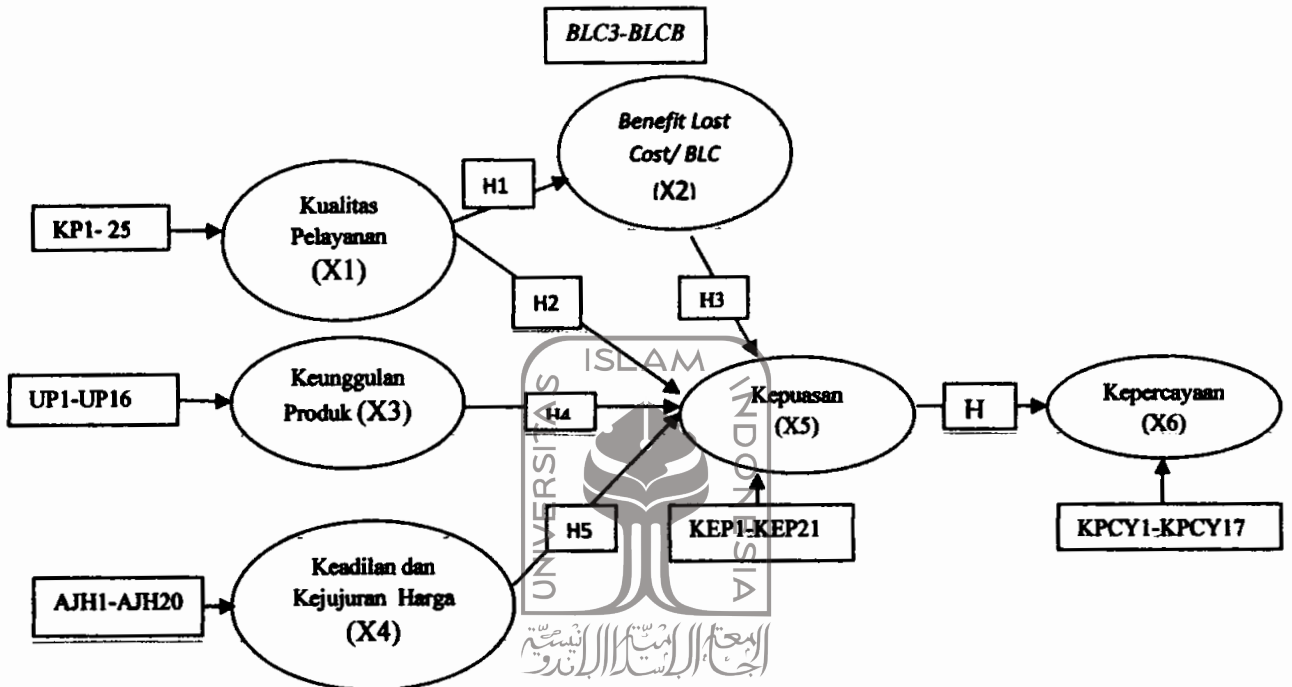 BLC3-BLCB
Benefit Lost
Cost/ BLC
(X2)
H1
Kualitas
Pelayanan
(X1)
KP1- 25
H2
H3
ISLAM
UNIVERSITAS
INDONESIA
Keunggulan
Produk (X3)
UP1-UP16
H4
Kepuasan
(X5)
H
Kepercayaan
(X6)
H5
KEP1-KEP21
KPCY1-KPCY17
Keadilan dan
Kejujuran Harga
(X4)
AJH1-AJH20